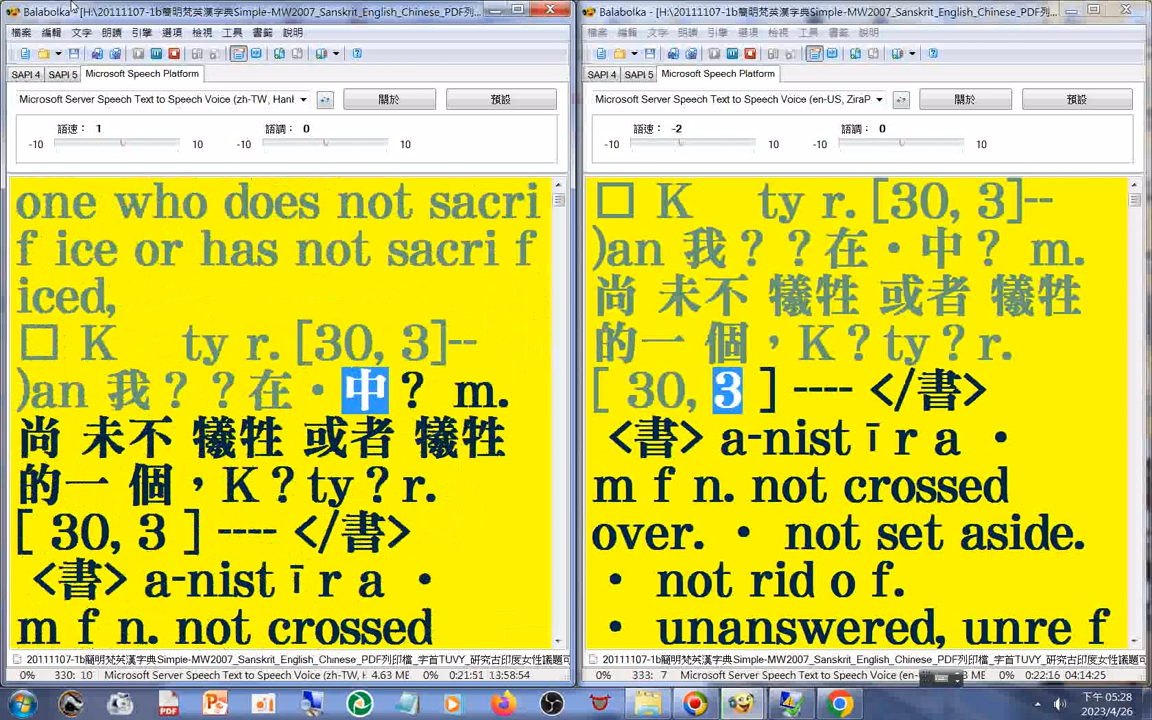 Balabolka - [H:\20111107-1b簡明梵英漢字典Simple-MW2007_Sanskrit_English_Chinese_PDF列...
檔案 編輯 文字 朗讀 引擎 選項 檢視 工具 書籤 說明
SAPI 4 SAPI 5 Microsoft Speech Platform
Microsoft Server Speech Text to Speech Voice (zh-TW, Hanl
關於 預設
語速： 1 語調： 0
-10 10 -10 10
one who does not sacri
f ice or has not sacri f
iced,
□ K ty r. [30, 3]--
)an 我？？在・中？ m.
尚 未不 犧牲 或者 犧牲
的一 個，K？ty？r.
[ 30, 3 ] ---- </書>
<書> a-nist ī r a •
m f n. not crossed
20111107-1b簡明梵英漢字典Simple-MW2007_Sanskrit_English_Chinese_PDF列印檔_字首TUVY_研究古印度女性議題可
0% 330: 10 Microsoft Server Speech Text to Speech Voice (zh-TW, H 4.63 MB 0% 0:21:51 13:58:54
Balabolka - [H:\20111107-1b簡明梵英漢字典Simple-MW2007_Sanskrit_English_Chinese_PDF列印...
檔案 編輯 文字 朗讀 引擎 選項 檢視 工具 書籤 說明
SAPI 4 SAPI 5 Microsoft Speech Platform
Microsoft Server Speech Text to Speech Voice (en-US, ZiraP
關於 預設
語速： -2 語調： 0
-10 10 -10 10
□ K ty r. [30, 3]--
)an 我？？在・中？ m.
尚 未不 犧牲 或者 犧牲
的一 個，K？ty？r.
[ 30, 3 ] ---- </書>
<書> a-nist ī r a •
m f n. not crossed
over. • not set aside.
• not rid o f.
• unanswered, unre f
20111107-1b簡明梵英漢字典Simple-MW2007_Sanskrit_English_Chinese_PDF列印檔_字首TUVY_研究古印度女性議題可
0% 333: 7 Microsoft Server Speech Text to Speech Voice (en-US, Z MB 0% 0:22:16 04:14:25
下午 05:28
2023/4/26